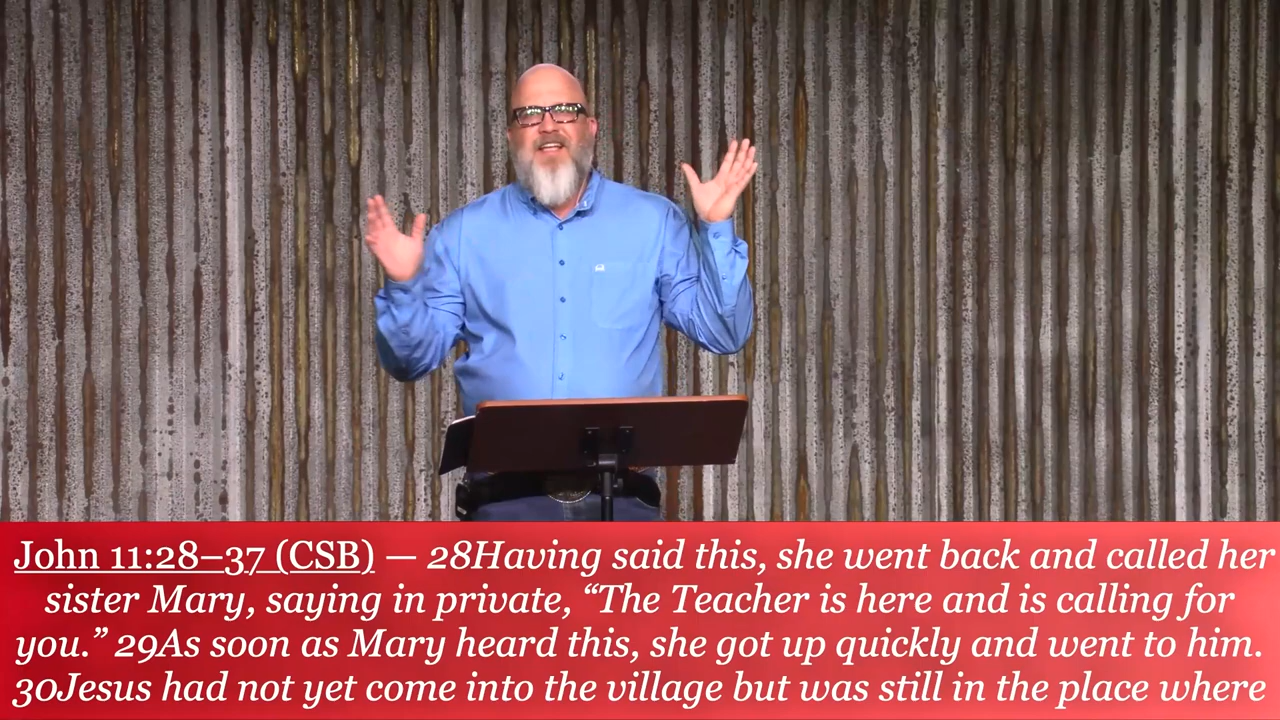 John 11:28–37 (CSB) — 28Having said this, she went back and called her
sister Mary, saying in private, “The Teacher is here and is calling for
you.” 29As soon as Mary heard this, she got up quickly and went to him.
30Jesus had not yet come into the village but was still in the place where